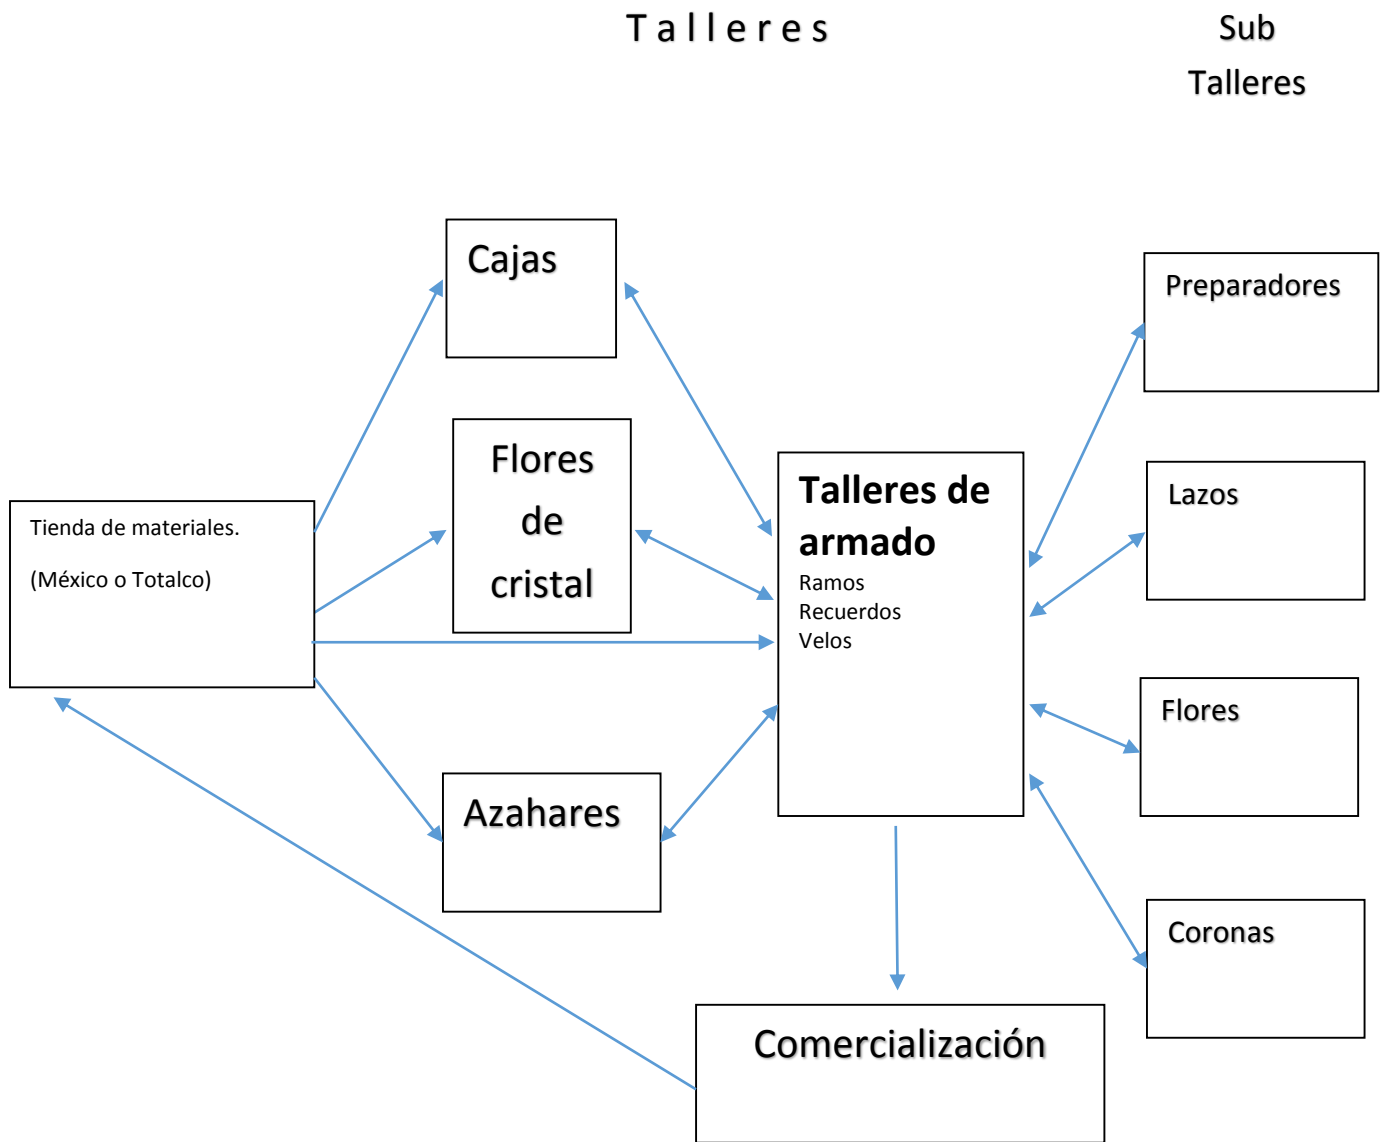 T a l l e r e s
Sub
Talleres
Cajas
Preparadores
Flores
de
cristal
Talleres de
armado
Ramos
Recuerdos
Velos
Lazos
Tienda de materiales.
(México o Totalco)
Flores
Azahares
Coronas
Comercialización